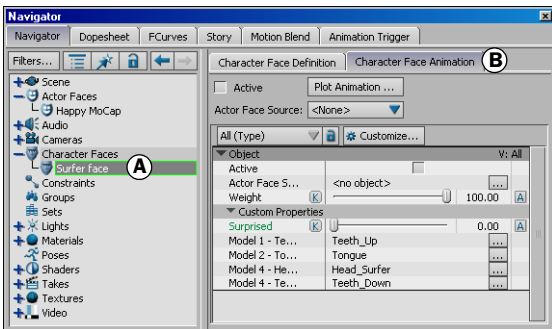 Navigator
Navigator Dopesheet FCurves Story Motion Blend Animation Trigger
Filters...
Scene
Actor Faces
Happy MoCap
Audio
Cameras
Character Faces
Surfer face A
Constraints
Groups
Sets
Lights
Materials
Poses
Shaders
Takes
Textures
Video
Character Face Definition Character Face Animation B
Active Plot Animation ...
Actor Face Source: <None>
All (Type) Customize...
Object V: All
Active
Actor Face S... <no object> ...
Weight K 100.00 A
Custom Properties
Surprised K 0.00 A
Model 1 - Te... Teeth_Up ...
Model 2 - To... Tongue ...
Model 4 - He... Head_Surfer ...
Model 4 - Te... Teeth_Down ...